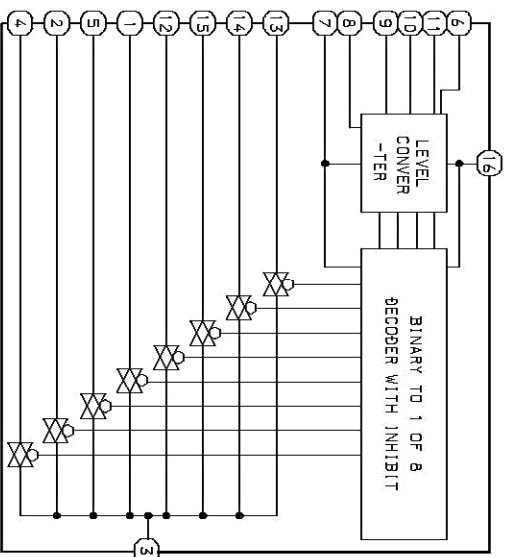 4 2 5 1 12 15 14 13 7 8 9 10 11 6
16
LEVEL
CONVER
-TER
BINARY TO 1 OF 8
DECODER WITH INHIBIT
3